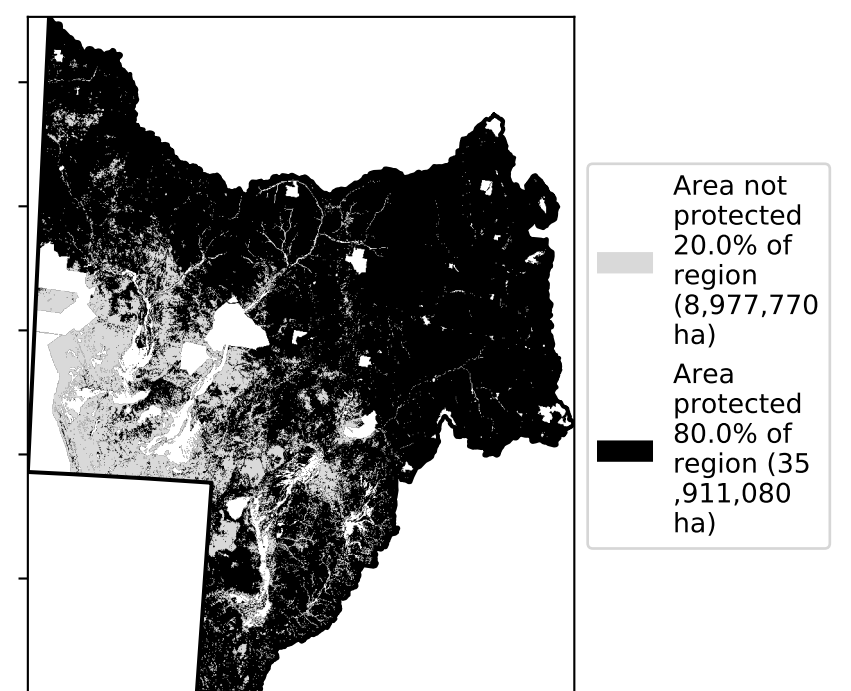 Area not
protected
20.0% of
region
(8,977,770
ha)
Area
protected
80.0% of
region (35
,911,080
ha)